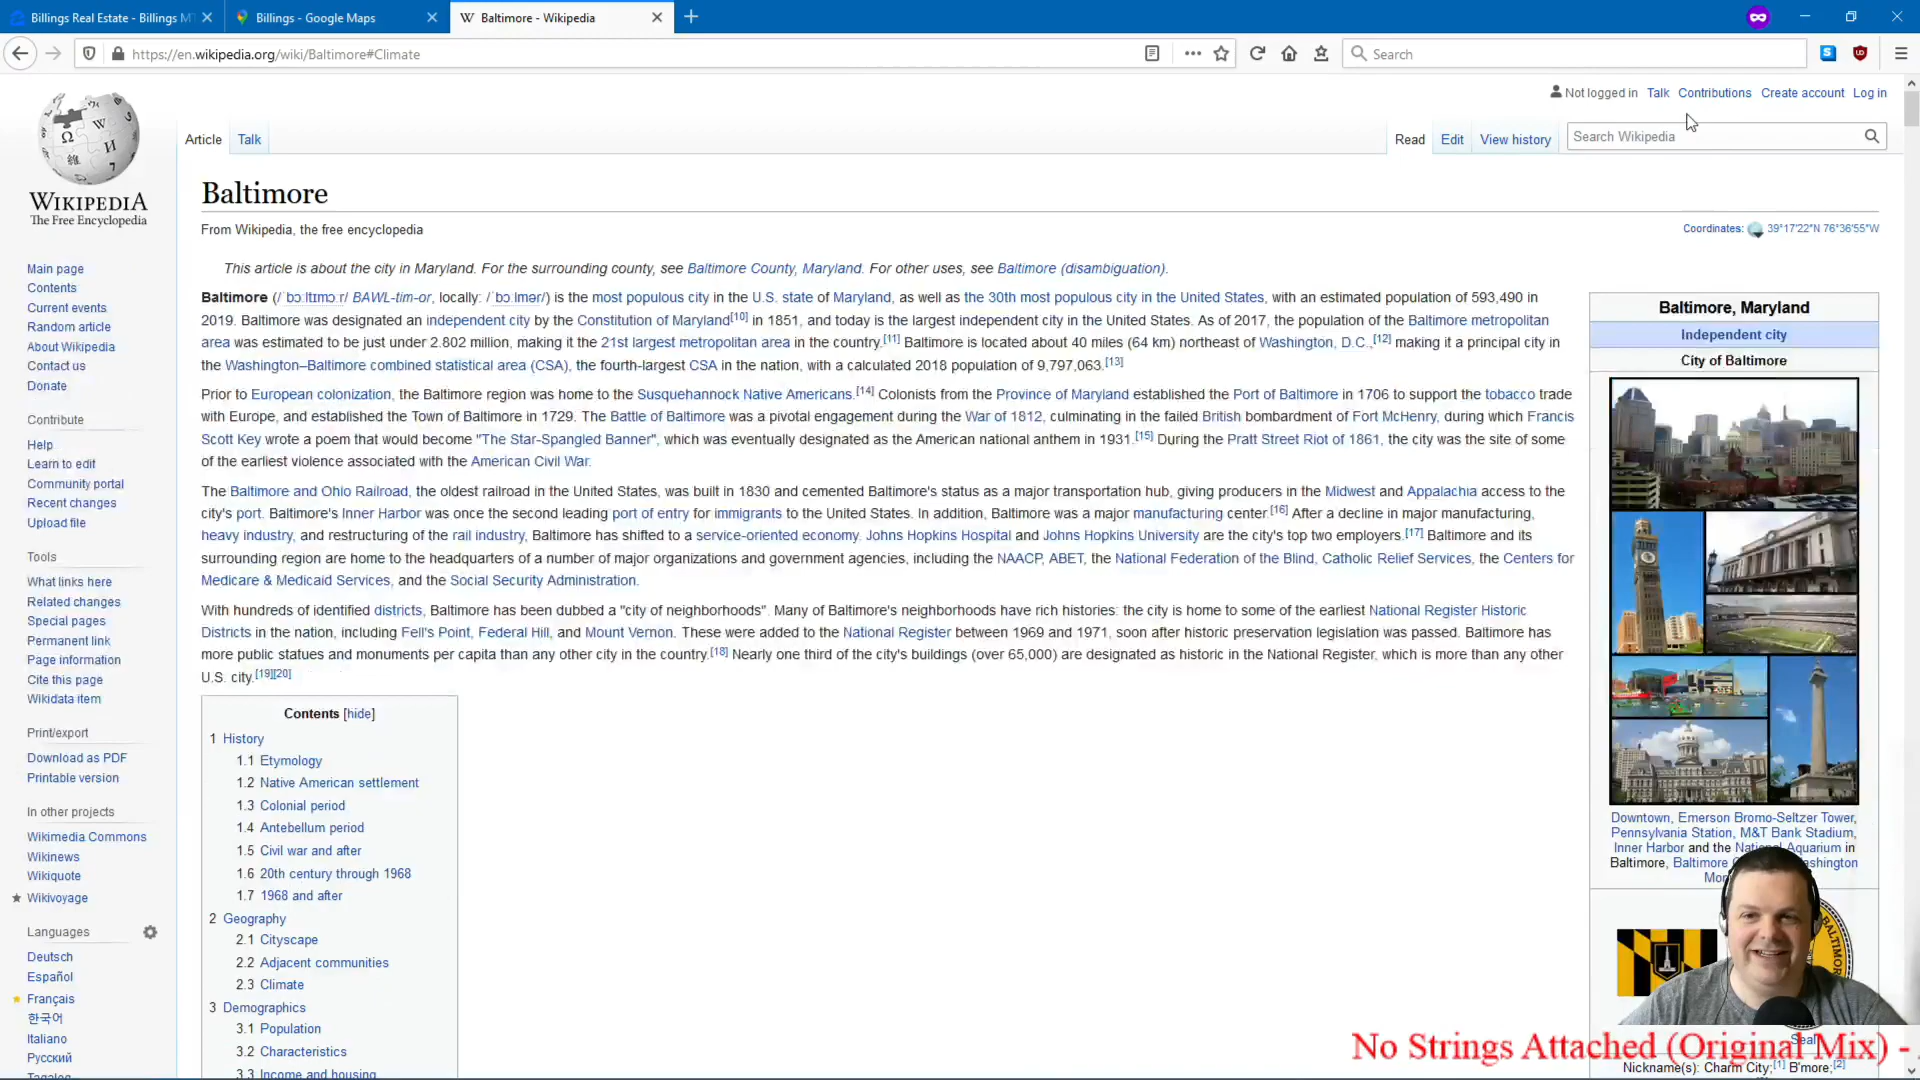 Billings Real Estate - Billings M
Billings - Google Maps
W Baltimore - Wikipedia
https://en.wikipedia.org/wiki/Baltimore#Climate
Search
Not logged in Talk Contributions Create account Log in
Article Talk
Read Edit View history
Search Wikipedia
WIKIPEDIA
The Free Encyclopedia
Main page
Contents
Current events
Random article
About Wikipedia
Contact us
Donate
Contribute
Help
Learn to edit
Community portal
Recent changes
Upload file
Tools
What links here
Related changes
Special pages
Permanent link
Page information
Cite this page
Wikidata item
Print/export
Download as PDF
Printable version
In other projects
Wikimedia Commons
Wikinews
Wikiquote
Wikivoyage
Languages
Deutsch
Español
Français
한국어
Italiano
Русский
Tagalog
Baltimore
From Wikipedia, the free encyclopedia
Coordinates: 39°17′22″N 76°36′55″W
This article is about the city in Maryland. For the surrounding county, see Baltimore County, Maryland. For other uses, see Baltimore (disambiguation).
Baltimore (/ˈbɔːltɪmɔːr/ BAWL-tim-or, locally: /ˈbɔːlmər/) is the most populous city in the U.S. state of Maryland, as well as the 30th most populous city in the United States, with an estimated population of 593,490 in
2019. Baltimore was designated an independent city by the Constitution of Maryland[10] in 1851, and today is the largest independent city in the United States. As of 2017, the population of the Baltimore metropolitan
area was estimated to be just under 2.802 million, making it the 21st largest metropolitan area in the country.[11] Baltimore is located about 40 miles (64 km) northeast of Washington, D.C.,[12] making it a principal city in
the Washington–Baltimore combined statistical area (CSA), the fourth-largest CSA in the nation, with a calculated 2018 population of 9,797,063.[13]
Prior to European colonization, the Baltimore region was home to the Susquehannock Native Americans.[14] Colonists from the Province of Maryland established the Port of Baltimore in 1706 to support the tobacco trade
with Europe, and established the Town of Baltimore in 1729. The Battle of Baltimore was a pivotal engagement during the War of 1812, culminating in the failed British bombardment of Fort McHenry, during which Francis
Scott Key wrote a poem that would become "The Star-Spangled Banner", which was eventually designated as the American national anthem in 1931.[15] During the Pratt Street Riot of 1861, the city was the site of some
of the earliest violence associated with the American Civil War.
The Baltimore and Ohio Railroad, the oldest railroad in the United States, was built in 1830 and cemented Baltimore's status as a major transportation hub, giving producers in the Midwest and Appalachia access to the
city's port. Baltimore's Inner Harbor was once the second leading port of entry for immigrants to the United States. In addition, Baltimore was a major manufacturing center.[16] After a decline in major manufacturing,
heavy industry, and restructuring of the rail industry, Baltimore has shifted to a service-oriented economy. Johns Hopkins Hospital and Johns Hopkins University are the city's top two employers.[17] Baltimore and its
surrounding region are home to the headquarters of a number of major organizations and government agencies, including the NAACP, ABET, the National Federation of the Blind, Catholic Relief Services, the Centers for
Medicare & Medicaid Services, and the Social Security Administration.
With hundreds of identified districts, Baltimore has been dubbed a "city of neighborhoods". Many of Baltimore's neighborhoods have rich histories: the city is home to some of the earliest National Register Historic
Districts in the nation, including Fell's Point, Federal Hill, and Mount Vernon. These were added to the National Register between 1969 and 1971, soon after historic preservation legislation was passed. Baltimore has
more public statues and monuments per capita than any other city in the country.[18] Nearly one third of the city's buildings (over 65,000) are designated as historic in the National Register, which is more than any other
U.S. city.[19][20]
Contents [hide]
1 History
1.1 Etymology
1.2 Native American settlement
1.3 Colonial period
1.4 Antebellum period
1.5 Civil war and after
1.6 20th century through 1968
1.7 1968 and after
2 Geography
2.1 Cityscape
2.2 Adjacent communities
2.3 Climate
3 Demographics
3.1 Population
3.2 Characteristics
3.3 Income and housing
Baltimore, Maryland
Independent city
City of Baltimore
Downtown, Emerson Bromo-Seltzer Tower,
Pennsylvania Station, M&T Bank Stadium,
Inner Harbor and the National Aquarium in
Baltimore, Baltimore
BALTIMOR
Seal
No Strings Attached (Original Mix) -
Nickname(s): Charm City;[1] B'more;[2]